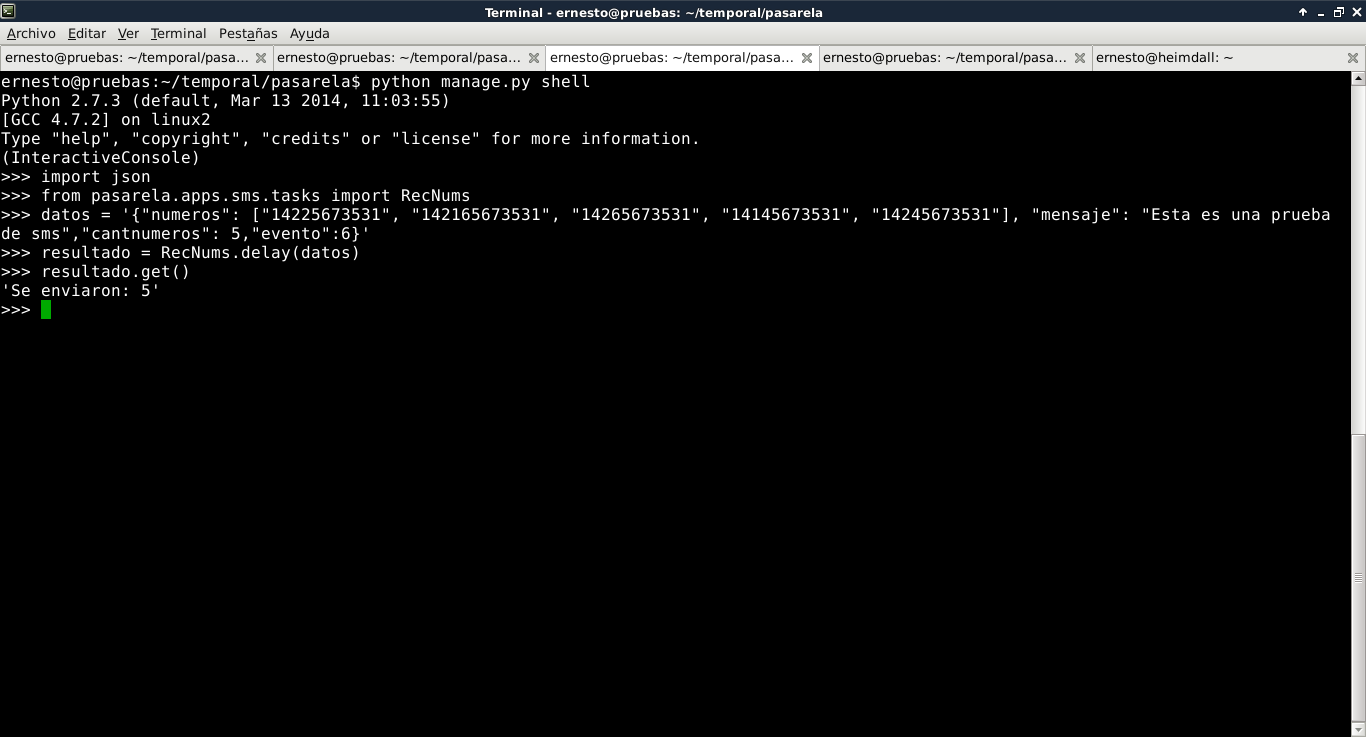 Terminal - ernesto@pruebas: ~/temporal/pasarela
Archivo Editar Ver Terminal Pestañas Ayuda
ernesto@pruebas: ~/temporal/pasa... ernesto@pruebas: ~/temporal/pasa... ernesto@pruebas: ~/temporal/pasa... ernesto@pruebas: ~/temporal/pasa... ernesto@heimdall: ~
ernesto@pruebas:~/temporal/pasarela$ python manage.py shell
Python 2.7.3 (default, Mar 13 2014, 11:03:55)
[GCC 4.7.2] on linux2
Type "help", "copyright", "credits" or "license" for more information.
(InteractiveConsole)
>>> import json
>>> from pasarela.apps.sms.tasks import RecNums
>>> datos = '{"numeros": ["14225673531", "142165673531", "14265673531", "14145673531", "14245673531"], "mensaje": "Esta es una prueba
de sms","cantnumeros": 5,"evento":6}'
>>> resultado = RecNums.delay(datos)
>>> resultado.get()
'Se enviaron: 5'
>>>